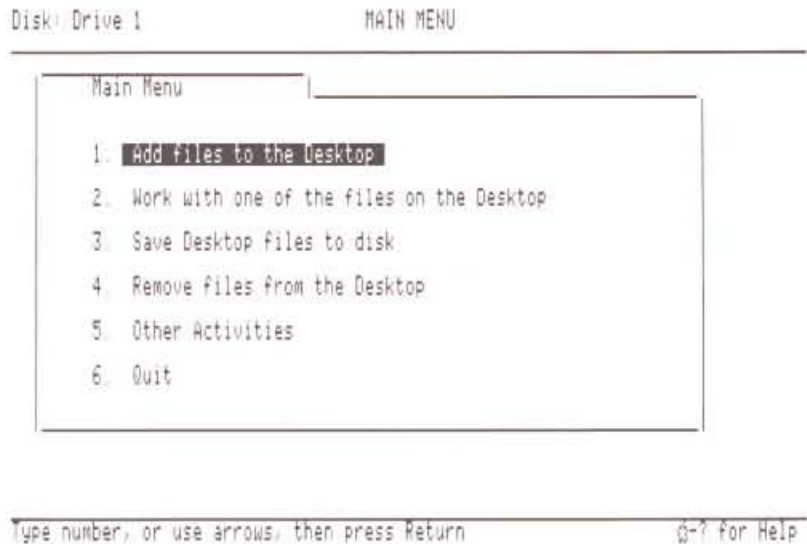 Disk: Drive 1 MAIN MENU
Main Menu
1. Add files to the Desktop
2. Work with one of the files on the Desktop
3. Save Desktop files to disk
4. Remove files from the Desktop
5. Other Activities
6. Quit
Type number, or use arrows, then press Return -? for Help